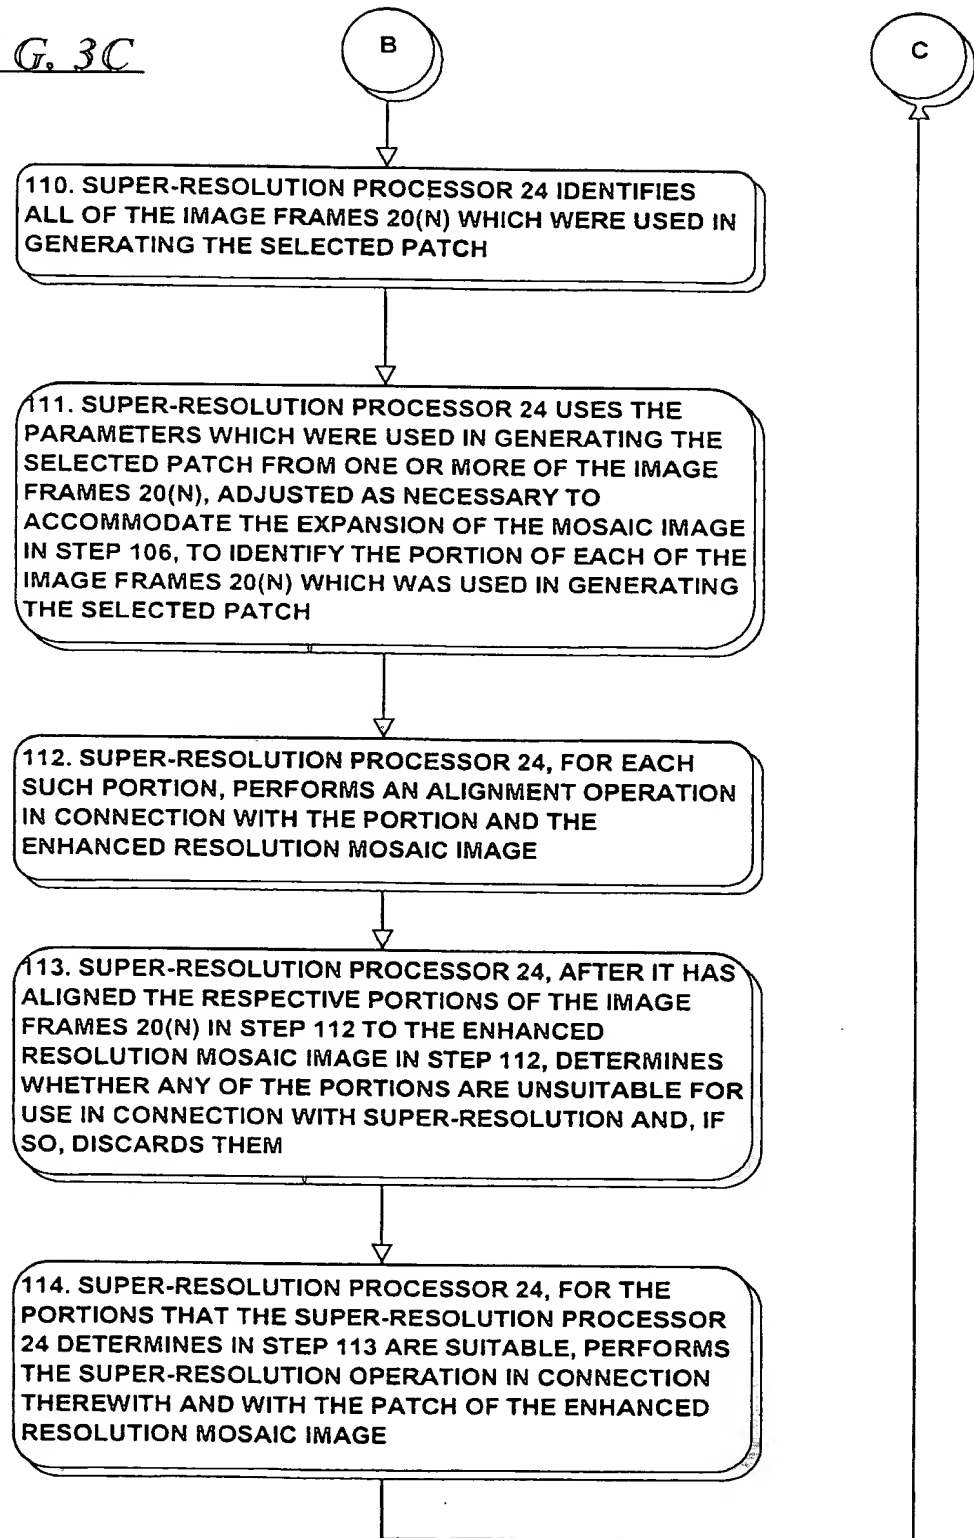 G. 3C
B
C
110. SUPER-RESOLUTION PROCESSOR 24 IDENTIFIES
ALL OF THE IMAGE FRAMES 20(N) WHICH WERE USED IN
GENERATING THE SELECTED PATCH
111. SUPER-RESOLUTION PROCESSOR 24 USES THE
PARAMETERS WHICH WERE USED IN GENERATING THE
SELECTED PATCH FROM ONE OR MORE OF THE IMAGE
FRAMES 20(N), ADJUSTED AS NECESSARY TO
ACCOMMODATE THE EXPANSION OF THE MOSAIC IMAGE
IN STEP 106, TO IDENTIFY THE PORTION OF EACH OF THE
IMAGE FRAMES 20(N) WHICH WAS USED IN GENERATING
THE SELECTED PATCH
112. SUPER-RESOLUTION PROCESSOR 24, FOR EACH
SUCH PORTION, PERFORMS AN ALIGNMENT OPERATION
IN CONNECTION WITH THE PORTION AND THE
ENHANCED RESOLUTION MOSAIC IMAGE
113. SUPER-RESOLUTION PROCESSOR 24, AFTER IT HAS
ALIGNED THE RESPECTIVE PORTIONS OF THE IMAGE
FRAMES 20(N) IN STEP 112 TO THE ENHANCED
RESOLUTION MOSAIC IMAGE IN STEP 112, DETERMINES
WHETHER ANY OF THE PORTIONS ARE UNSUITABLE FOR
USE IN CONNECTION WITH SUPER-RESOLUTION AND, IF
SO, DISCARDS THEM
114. SUPER-RESOLUTION PROCESSOR 24, FOR THE
PORTIONS THAT THE SUPER-RESOLUTION PROCESSOR
24 DETERMINES IN STEP 113 ARE SUITABLE, PERFORMS
THE SUPER-RESOLUTION OPERATION IN CONNECTION
THEREWITH AND WITH THE PATCH OF THE ENHANCED
RESOLUTION MOSAIC IMAGE